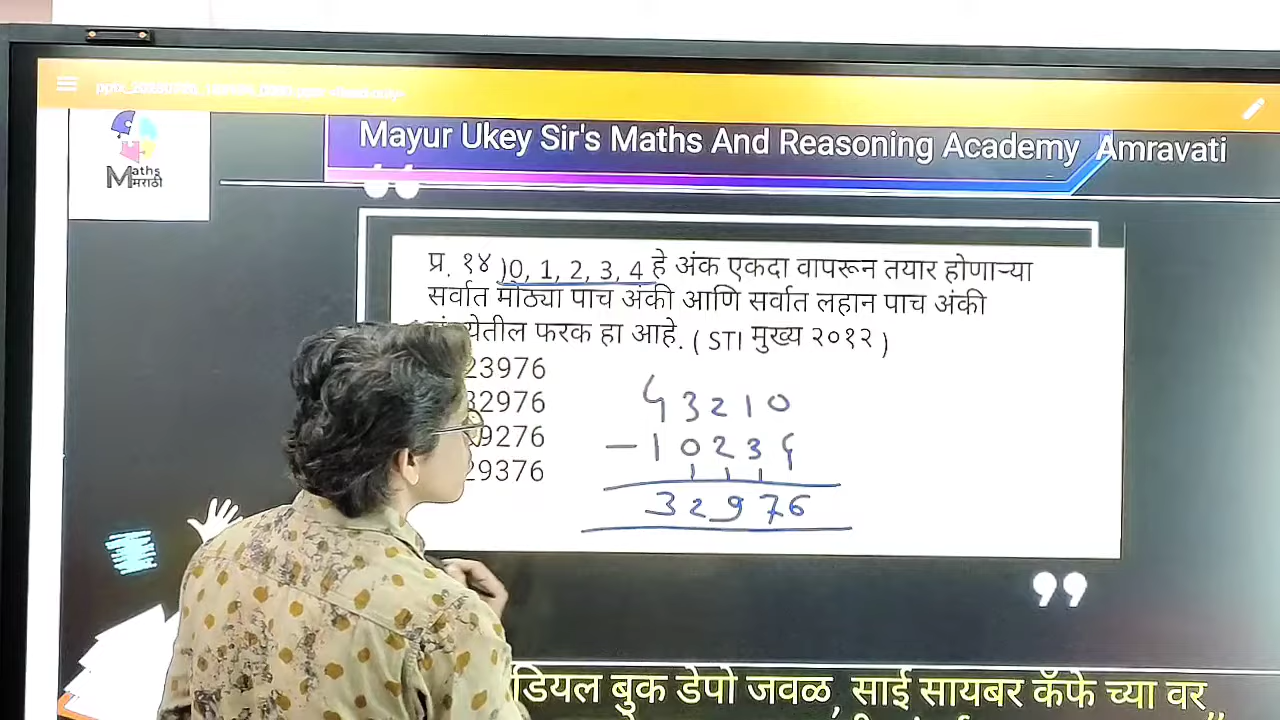 Mayur Ukey Sir's Maths And Reasoning Academy Amravati
Maths
मराठी
प्र. १४ )0, 1, 2, 3, 4 हे अंक एकदा वापरून तयार होणाऱ्या
सर्वात मोठ्या पाच अंकी आणि सर्वात लहान पाच अंकी
फरक हा आहे. ( STI मुख्य २०१२ )
23976
32976
9276
29376
43210
- 10234
32976
बुक डेपो जवळ, साई सायबर कॅफे च्या वर,